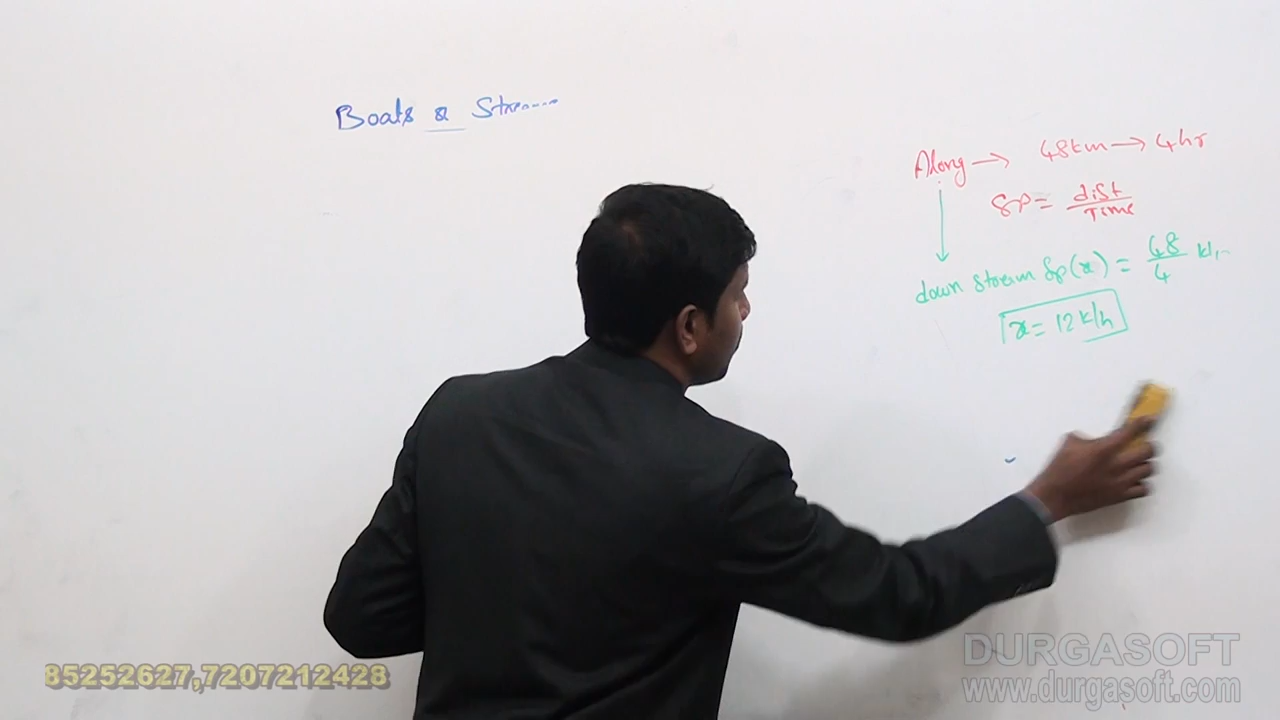 Boats & Stre
Along → 48km → 4hr
SP = dist / Time
down stream Sp(x) = 48 / 4
x = 12 k/h
85252627,7207212428
DURGASOFT
www.durgasoft.com